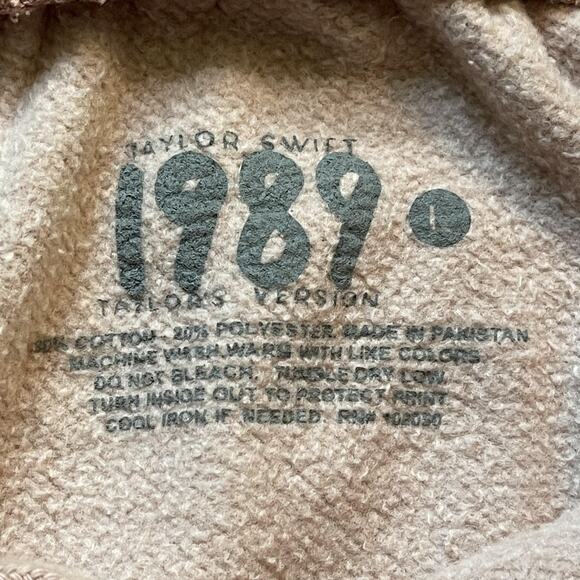 TAYLOR SWIFT
1989
L
TAYLOR'S VERSION
80% COTTON - 20% POLYESTER. MADE IN PAKISTAN
MACHINE WASH WARM WITH LIKE COLORS
DO NOT BLEACH. TUMBLE DRY LOW
TURN INSIDE OUT TO PROTECT PRINT
COOL IRON IF NEEDED. RN#